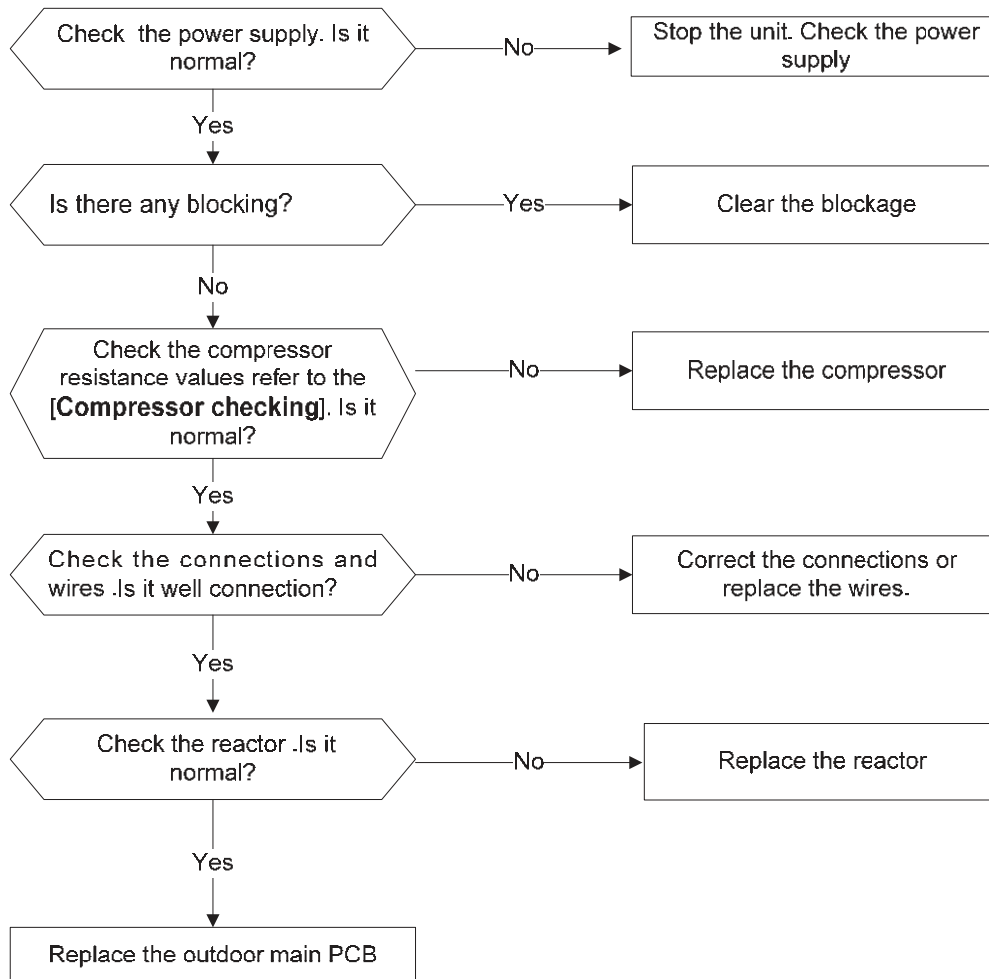 Check the power supply. Is it
normal?
No
Stop the unit. Check the power
supply
Yes
Is there any blocking?
Yes
Clear the blockage
No
Check the compressor
resistance values refer to the
[Compressor checking]. Is it
normal?
No
Replace the compressor
Yes
Check the connections and
wires .Is it well connection?
No
Correct the connections or
replace the wires.
Yes
Check the reactor .Is it
normal?
No
Replace the reactor
Yes
Replace the outdoor main PCB